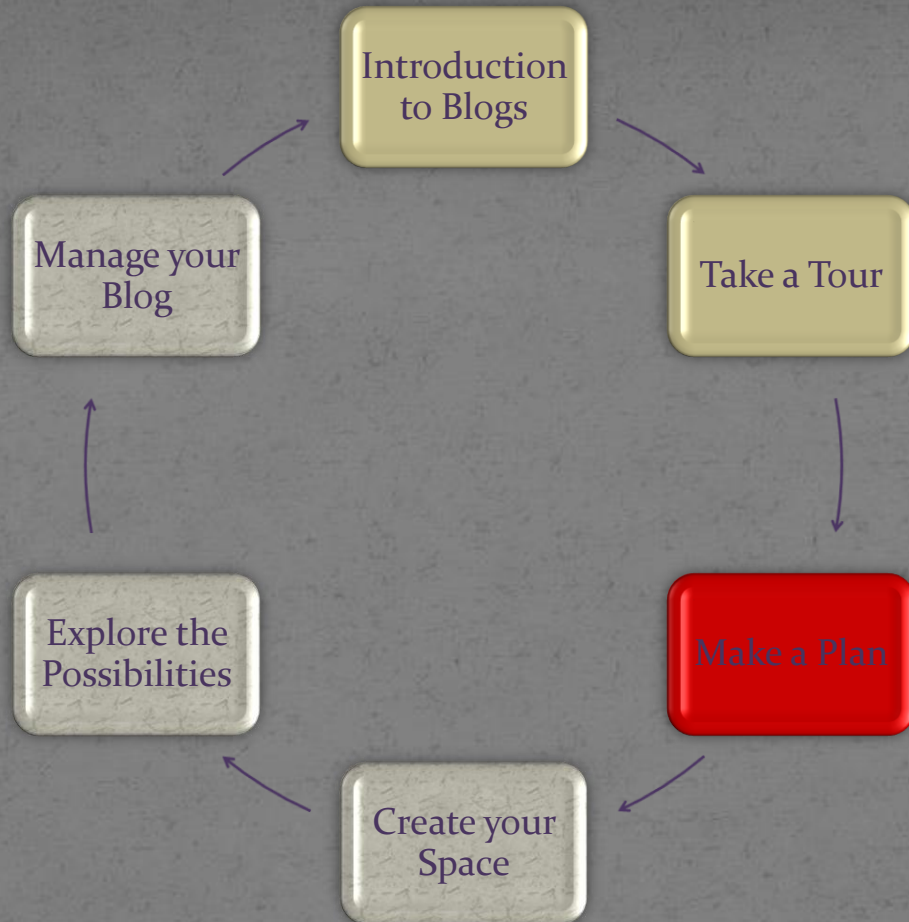 Introduction
to Blogs
Take a Tour
Make a Plan
Create your
Space
Explore the
Possibilities
Manage your
Blog